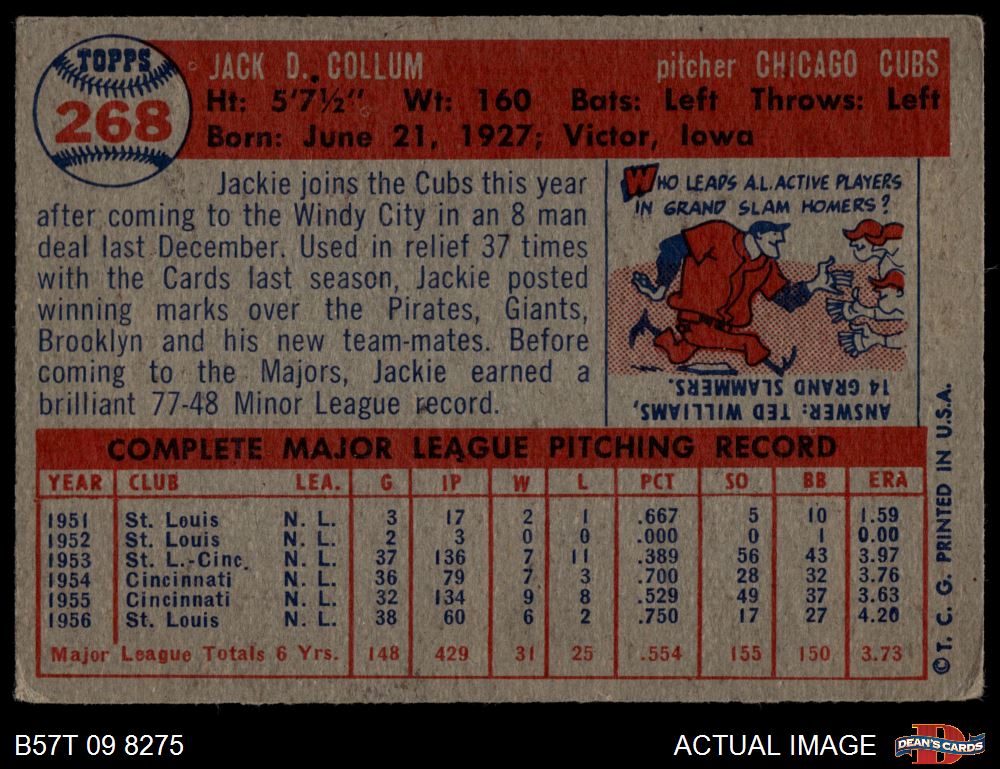 TOPPS
268
JACK D. COLLUM pitcher CHICAGO CUBS
Ht: 5'7½" Wt: 160 Bats: Left Throws: Left
Born: June 21, 1927; Victor, Iowa
Jackie joins the Cubs this year
after coming to the Windy City in an 8 man
deal last December. Used in relief 37 times
with the Cards last season, Jackie posted
winning marks over the Pirates, Giants,
Brooklyn and his new team-mates. Before
coming to the Majors, Jackie earned a
brilliant 77-48 Minor League record.
WHO LEADS A.L. ACTIVE PLAYERS
IN GRAND SLAM HOMERS?
ANSWER: TED WILLIAMS,
14 GRAND SLAMMERS.
COMPLETE MAJOR LEAGUE PITCHING RECORD
YEAR CLUB LEA. G IP W L PCT SO BB ERA
1951 St. Louis N. L. 3 17 2 1 .667 5 10 1.59
1952 St. Louis N. L. 2 3 0 0 .000 0 1 0.00
1953 St. L.-Cinc. N. L. 37 136 7 11 .389 56 43 3.97
1954 Cincinnati N. L. 36 79 7 3 .700 28 32 3.76
1955 Cincinnati N. L. 32 134 9 8 .529 49 37 3.63
1956 St. Louis N. L. 38 60 6 2 .750 17 27 4.20
Major League Totals 6 Yrs. 148 429 31 25 .554 155 150 3.73
© T. C. G. PRINTED IN U.S.A.
B57T 09 8275
ACTUAL IMAGE
D
DEAN'S CARDS